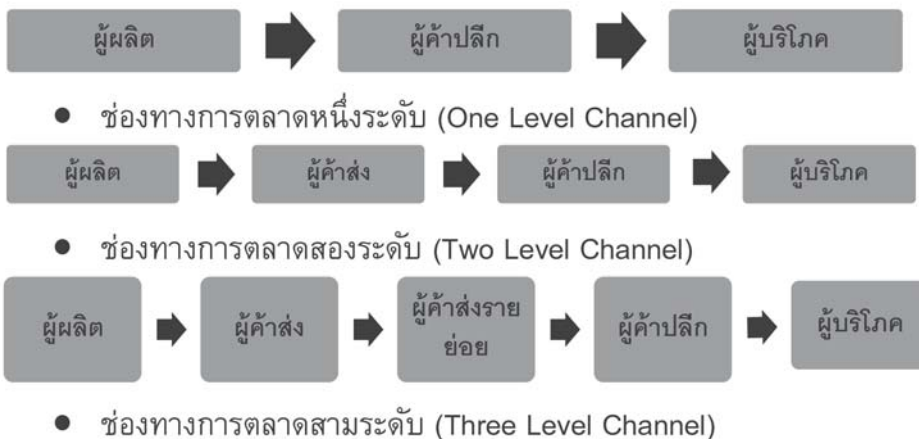 ผู้ผลิต ผู้ค้าปลีก ผู้บริโภค
● ช่องทางการตลาดหนึ่งระดับ (One Level Channel)
ผู้ผลิต ผู้ค้าส่ง ผู้ค้าปลีก ผู้บริโภค
● ช่องทางการตลาดสองระดับ (Two Level Channel)
ผู้ผลิต ผู้ค้าส่ง ผู้ค้าส่งราย
ย่อย ผู้ค้าปลีก ผู้บริโภค
● ช่องทางการตลาดสามระดับ (Three Level Channel)